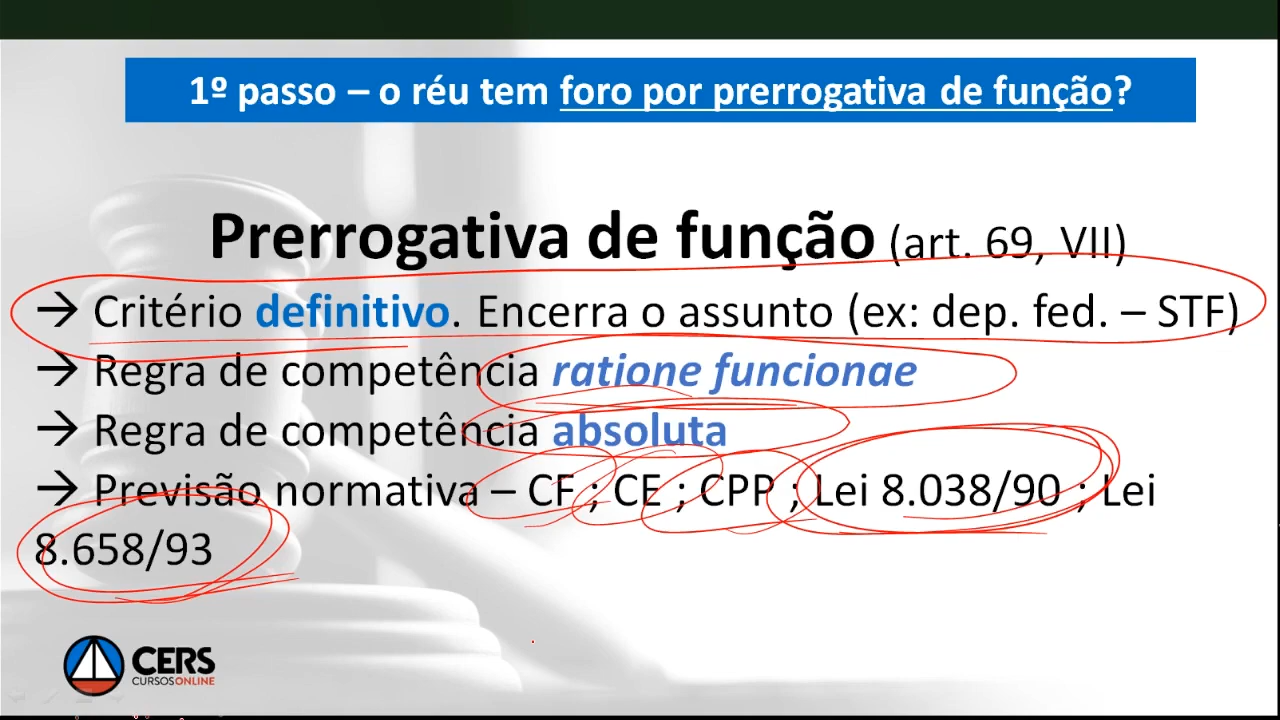 1º passo – o réu tem foro por prerrogativa de função?
Prerrogativa de função (art. 69, VII)
→ Critério definitivo. Encerra o assunto (ex: dep. fed. – STF)
→ Regra de competência ratione funcionae
→ Regra de competência absoluta
→ Previsão normativa – CF ; CE ; CPP ; Lei 8.038/90 ; Lei
8.658/93
CERS
CURSOS ONLINE